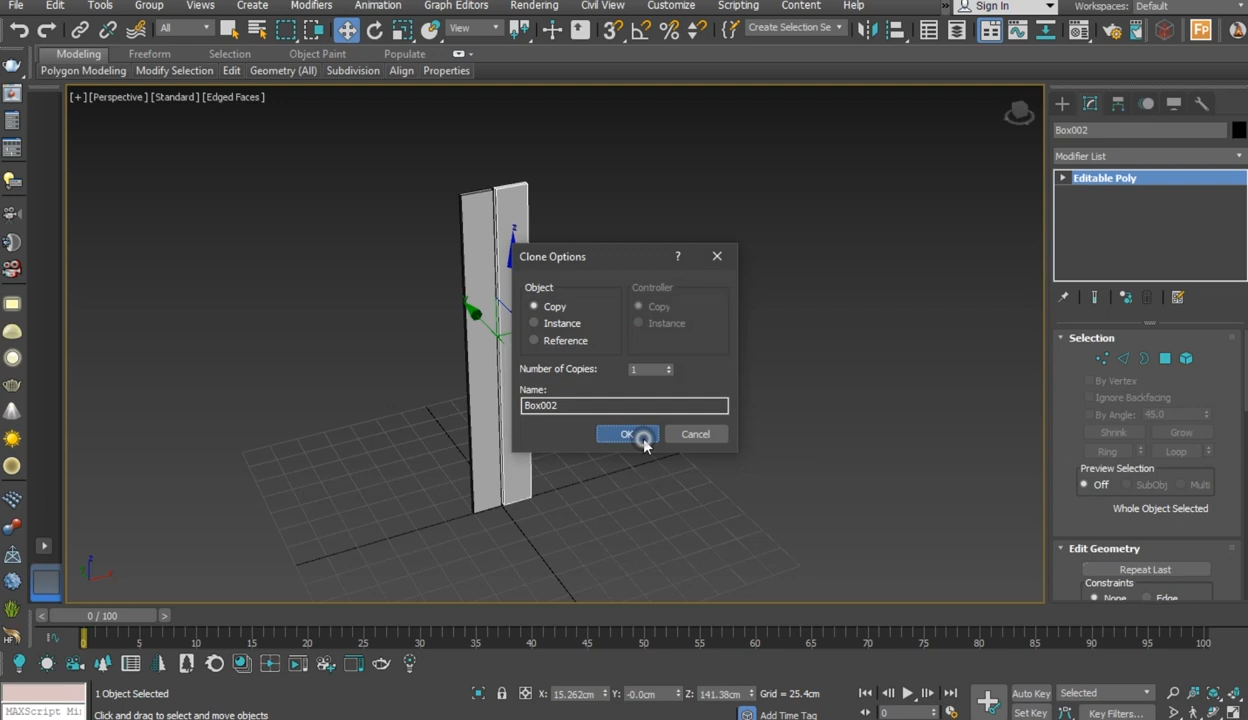 File Edit Tools Group Views Create Modifiers Animation Graph Editors Rendering Civil View Customize Scripting Content Help » Sign In Workspaces: Default
All View Create Selection Se
Modeling Freeform Selection Object Paint Populate
Polygon Modeling Modify Selection Edit Geometry (All) Subdivision Align Properties
[+] [Perspective ] [Standard ] [Edged Faces ]
Box002
Modifier List
Editable Poly
Clone Options ? ✕
Object Controller
Copy Copy
Instance Instance
Reference
Number of Copies: 1
Name:
Box002
OK Cancel
Selection
By Vertex
Ignore Backfacing
By Angle: 45.0
Shrink Grow
Ring Loop
Preview Selection
Off SubObj Multi
Whole Object Selected
Edit Geometry
Repeat Last
Constraints
None Edge
z
z
< 0 / 100 >
0 5 10 15 20 25 30 35 40 45 50 55 60 65 70 75 80 85 90 95 100
1 Object Selected X: 15.262cm Y: -0.0cm Z: 141.38cm Grid = 25.4cm Auto Key Selected
MAXScript Mi: Click and drag to select and move objects Add Time Tag 0 Set Key Key Filters...